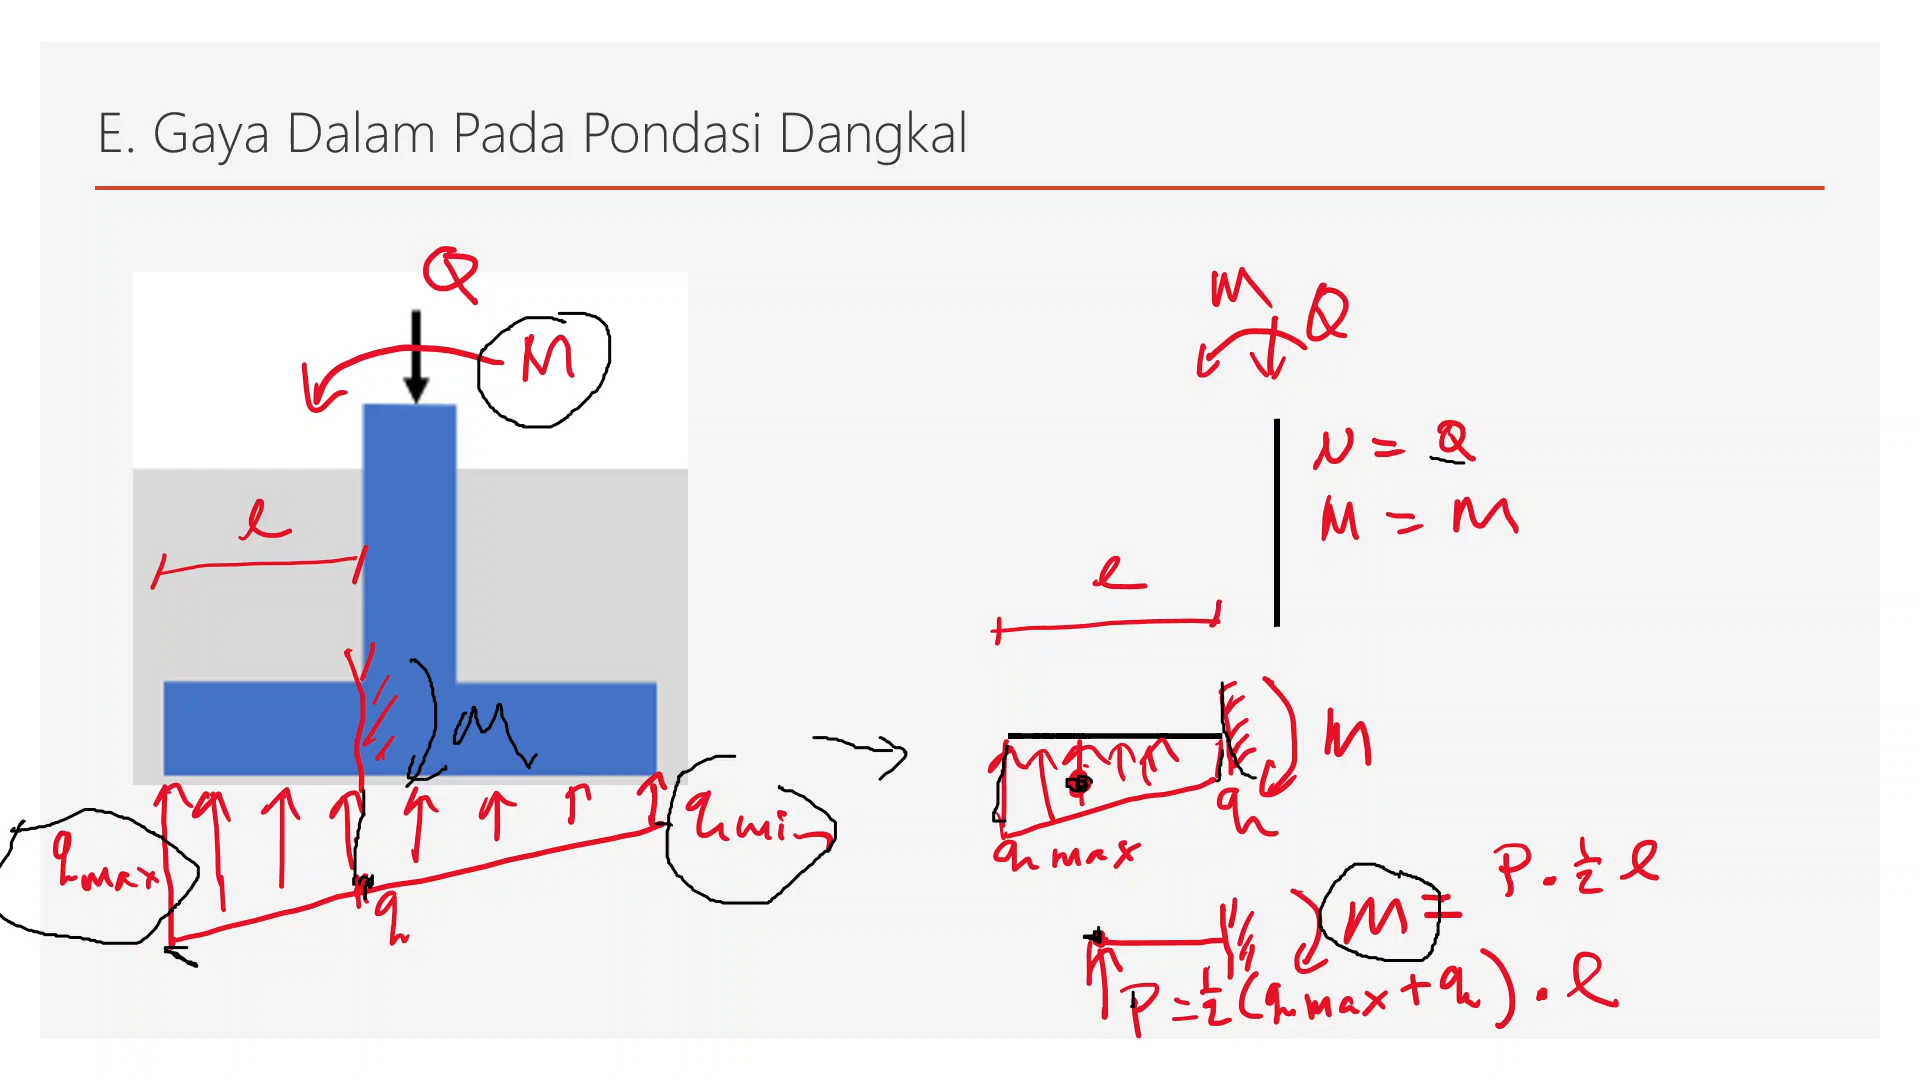 E. Gaya Dalam Pada Pondasi Dangkal
Q
M
l
M
qmax
qmin
q
M
Q
N = Q
M = M
l
M
q
qmax
M = P . 1/2 l
P = 1/2 (qmax + q) . l